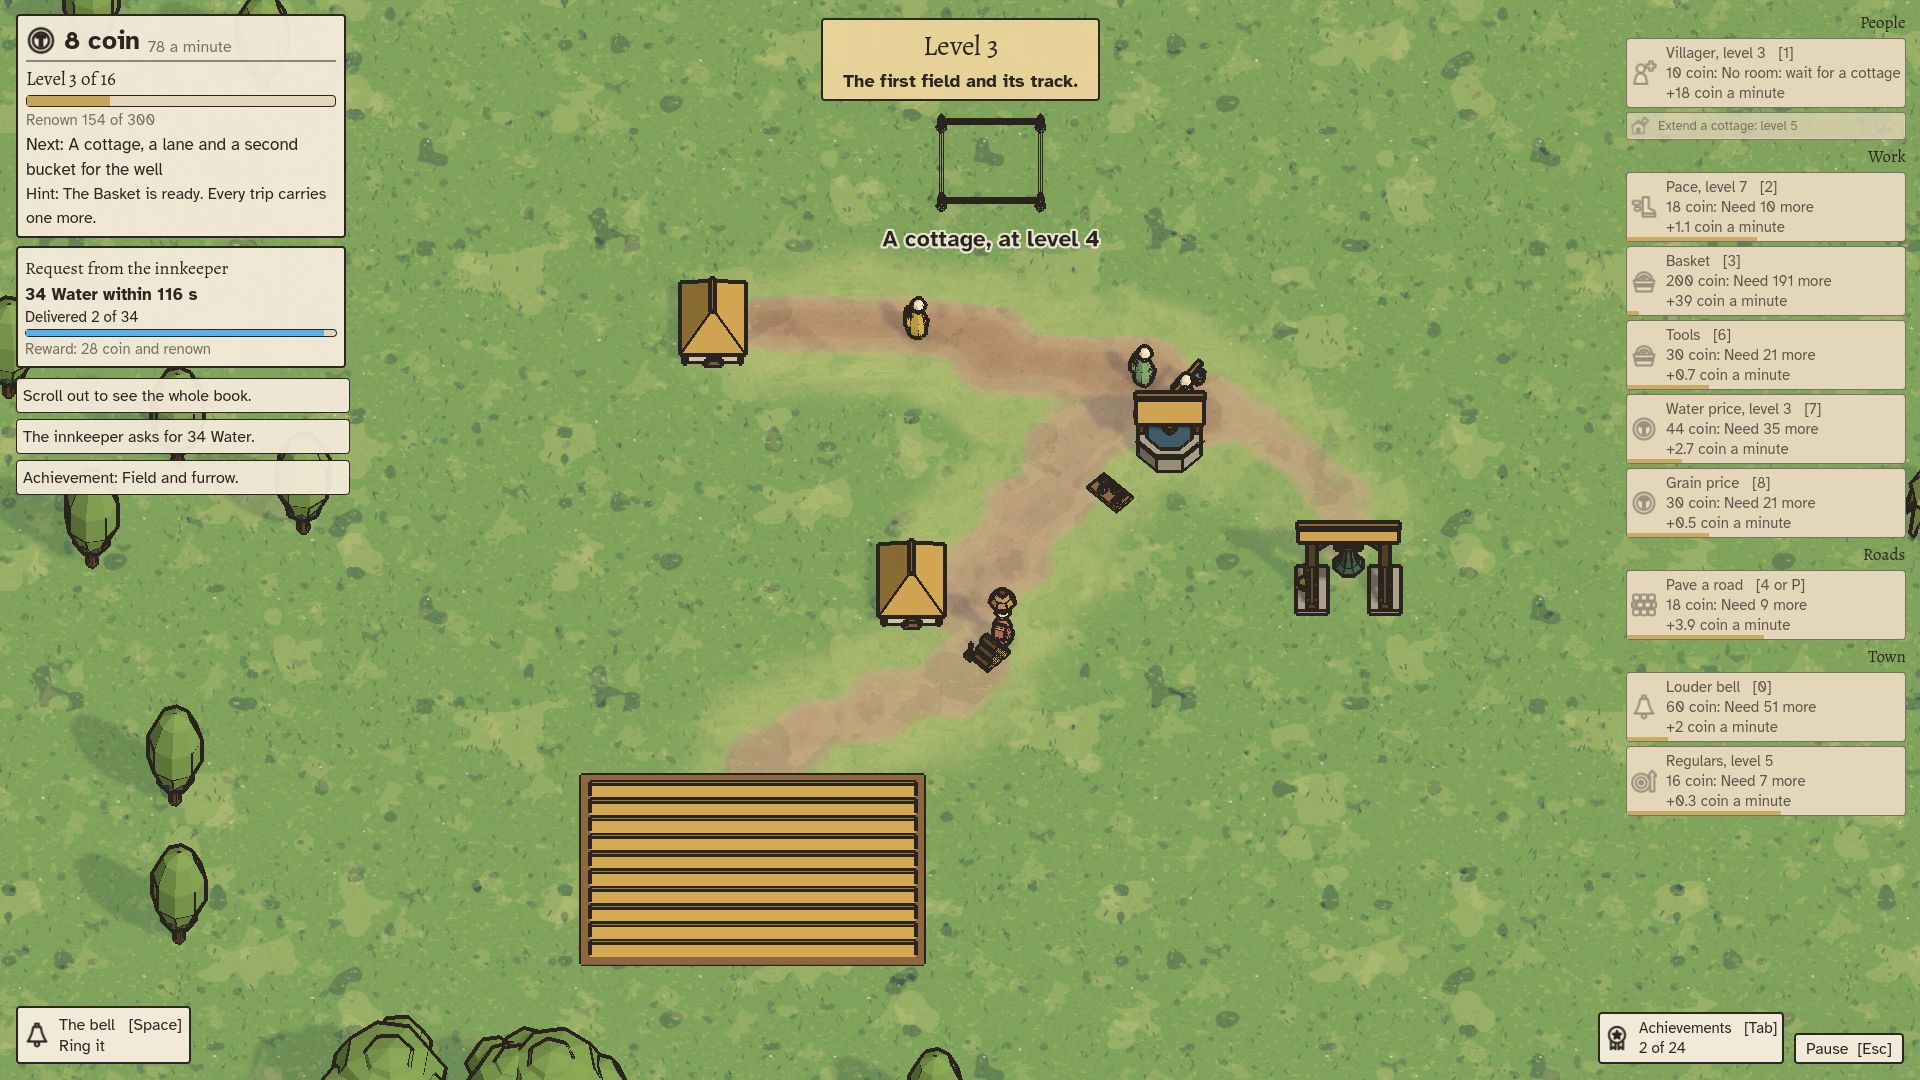 8 coin 78 a minute
Level 3 of 16
Renown 154 of 300
Next: A cottage, a lane and a second
bucket for the well
Hint: The Basket is ready. Every trip carries
one more.
Request from the innkeeper
34 Water within 116 s
Delivered 2 of 34
Reward: 28 coin and renown
Scroll out to see the whole book.
The innkeeper asks for 34 Water.
Achievement: Field and furrow.
Level 3
The first field and its track.
A cottage, at level 4
People
Villager, level 3 [1]
10 coin: No room: wait for a cottage
+18 coin a minute
Extend a cottage: level 5
Work
Pace, level 7 [2]
18 coin: Need 10 more
+1.1 coin a minute
Basket [3]
200 coin: Need 191 more
+39 coin a minute
Tools [6]
30 coin: Need 21 more
+0.7 coin a minute
Water price, level 3 [7]
44 coin: Need 35 more
+2.7 coin a minute
Grain price [8]
30 coin: Need 21 more
+0.5 coin a minute
Roads
Pave a road [4 or P]
18 coin: Need 9 more
+3.9 coin a minute
Town
Louder bell [0]
60 coin: Need 51 more
+2 coin a minute
Regulars, level 5
16 coin: Need 7 more
+0.3 coin a minute
The bell [Space]
Ring it
Achievements [Tab]
2 of 24
Pause [Esc]